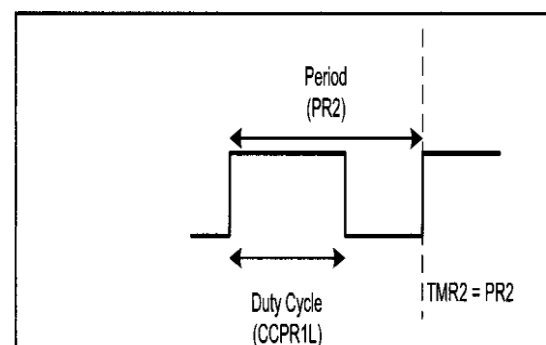 Period
(PR2)
Duty Cycle
(CCPR1L)
TMR2 = PR2